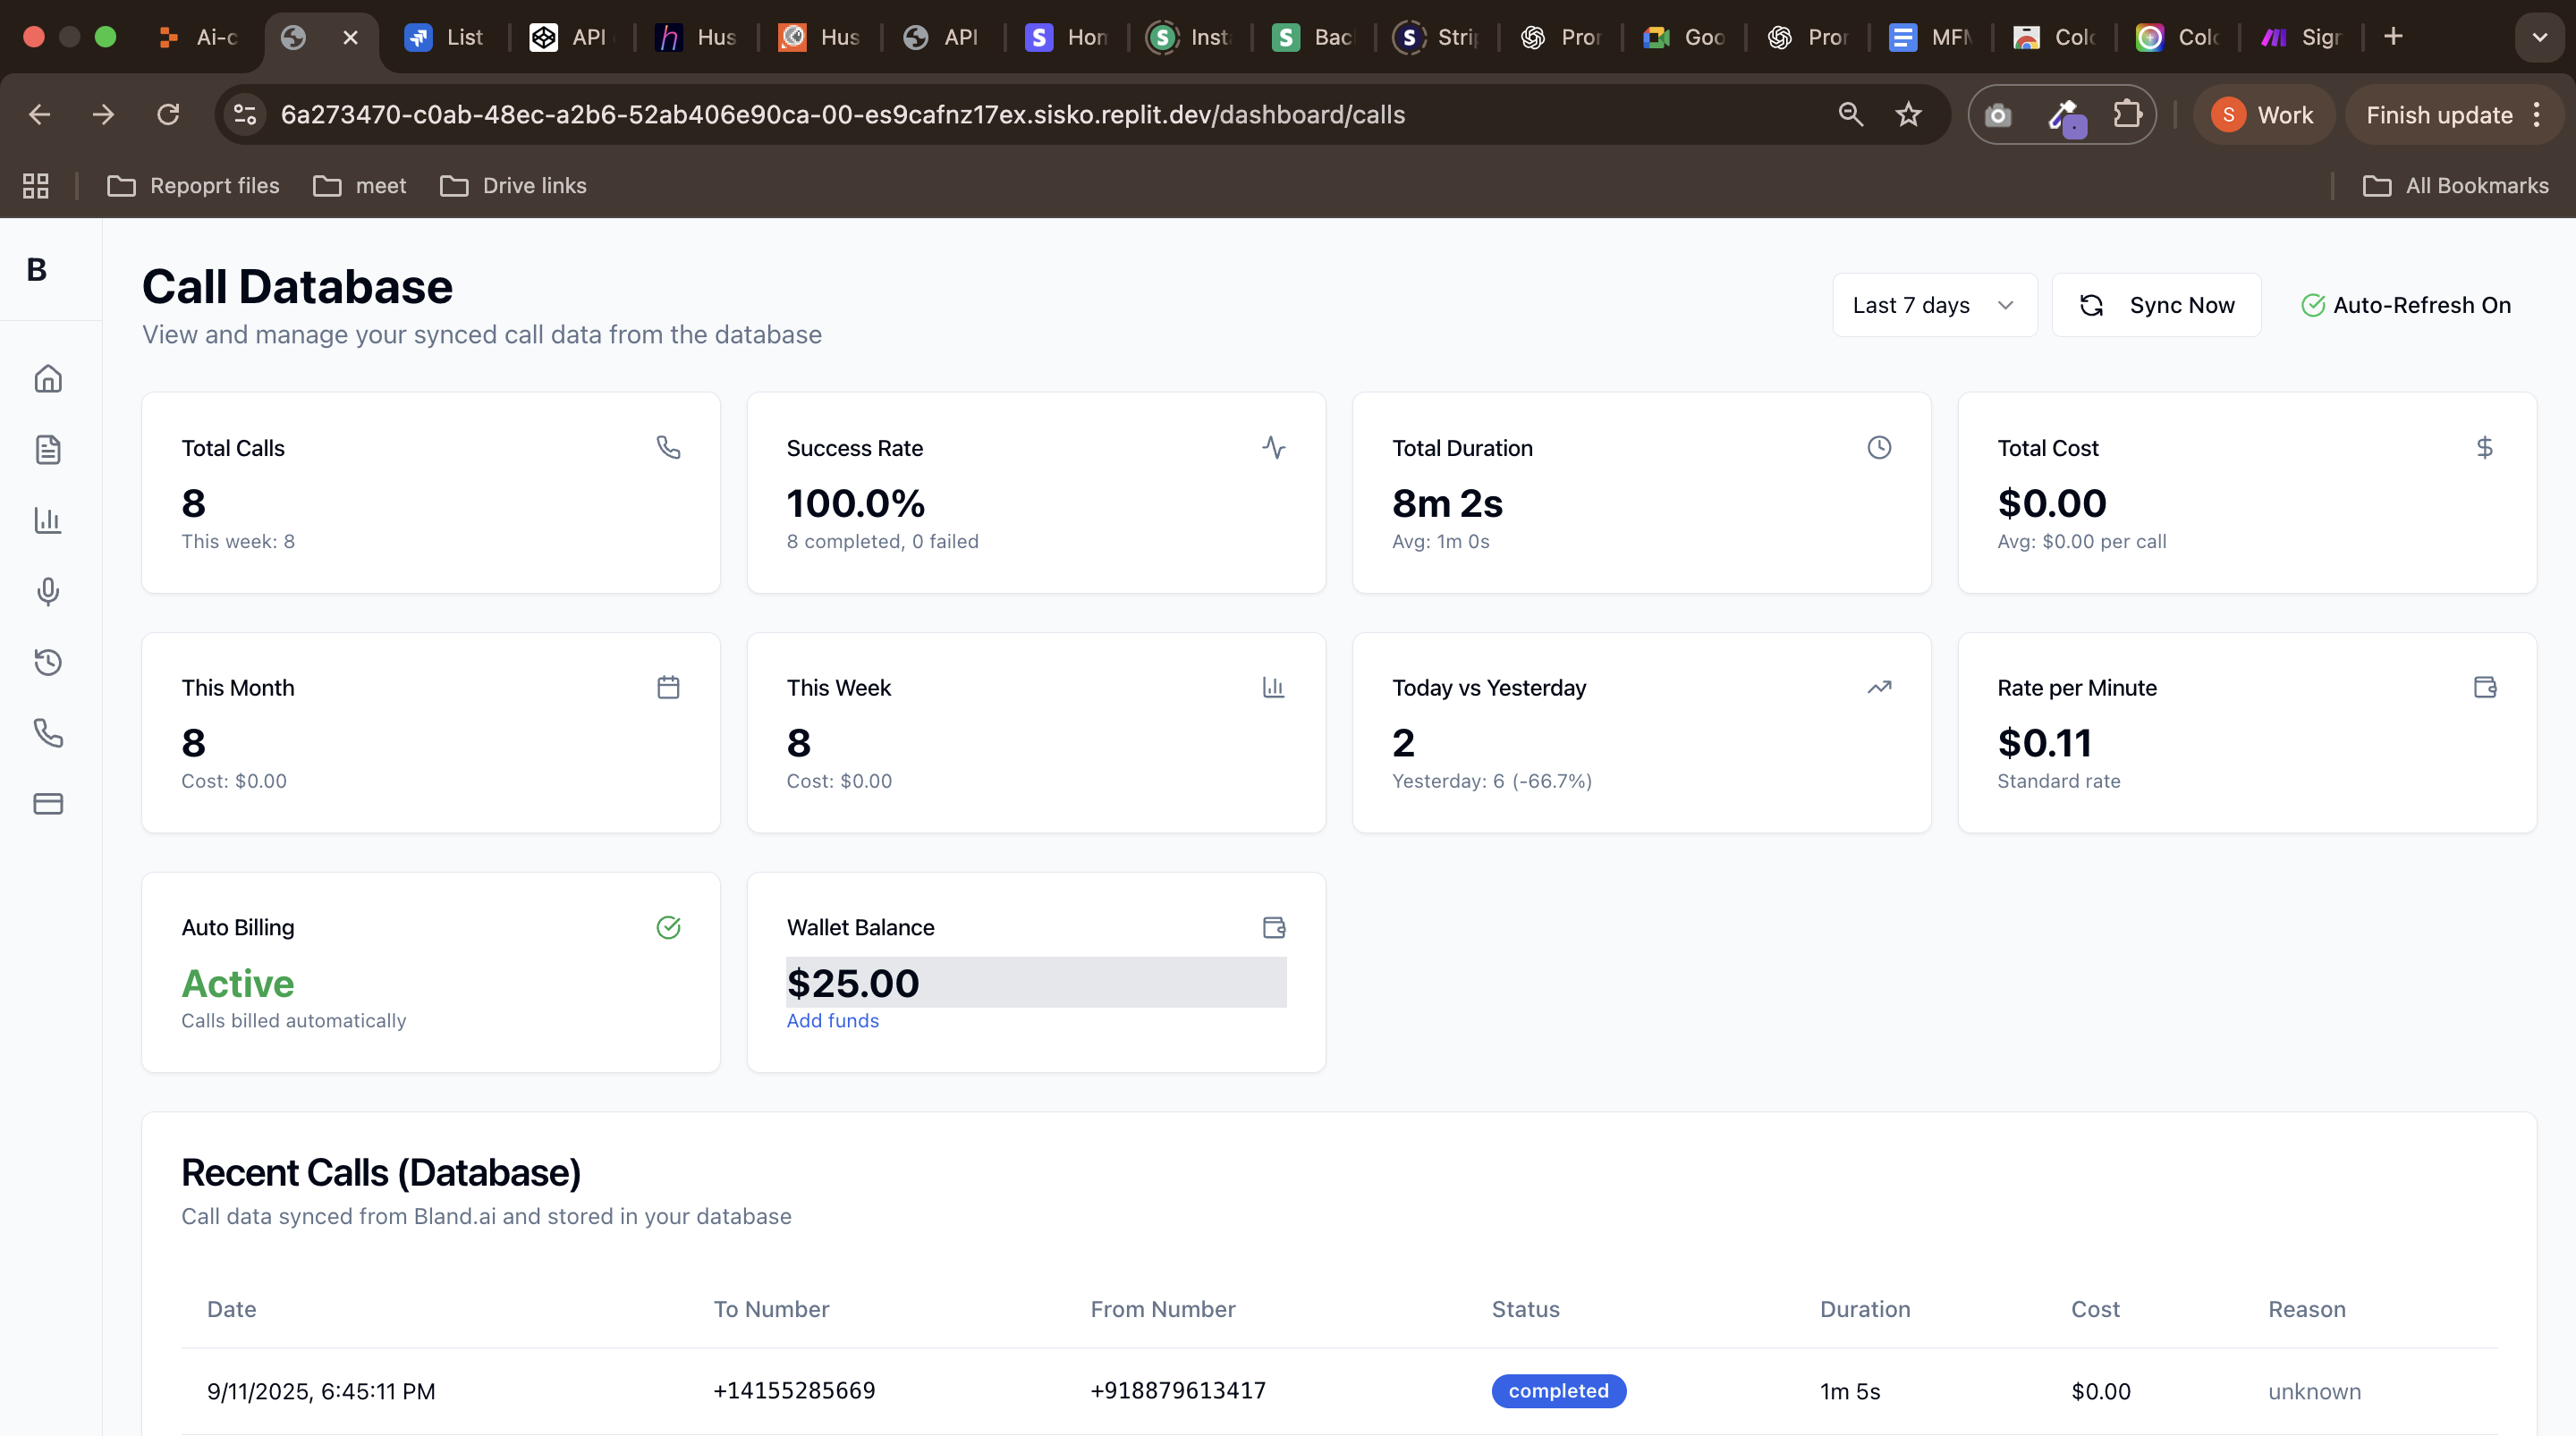 Ai-c
List
API
Hus
Hus
API
Hom
Inst
Bac
Strip
Pror
Goo
Pror
MFM
Colo
Colo
Sigr
6a273470-c0ab-48ec-a2b6-52ab406e90ca-00-es9cafnz17ex.sisko.replit.dev/dashboard/calls
S Work
Finish update
Repoprt files
meet
Drive links
All Bookmarks
B
Call Database
View and manage your synced call data from the database
Last 7 days
Sync Now
Auto-Refresh On
Total Calls
8
This week: 8
Success Rate
100.0%
8 completed, 0 failed
Total Duration
8m 2s
Avg: 1m 0s
Total Cost
$0.00
Avg: $0.00 per call
This Month
8
Cost: $0.00
This Week
8
Cost: $0.00
Today vs Yesterday
2
Yesterday: 6 (-66.7%)
Rate per Minute
$0.11
Standard rate
Auto Billing
Active
Calls billed automatically
Wallet Balance
$25.00
Add funds
Recent Calls (Database)
Call data synced from Bland.ai and stored in your database
Date To Number From Number Status Duration Cost Reason
9/11/2025, 6:45:11 PM +14155285669 +918879613417 completed 1m 5s $0.00 unknown